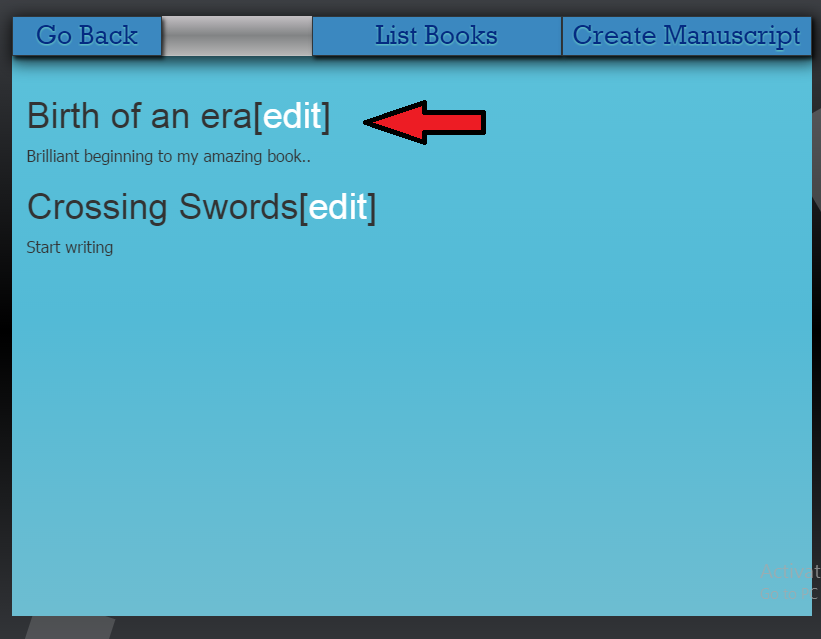 Go Back
List Books
Create Manuscript
Birth of an era[edit]
Brilliant beginning to my amazing book..
Crossing Swords[edit]
Start writing